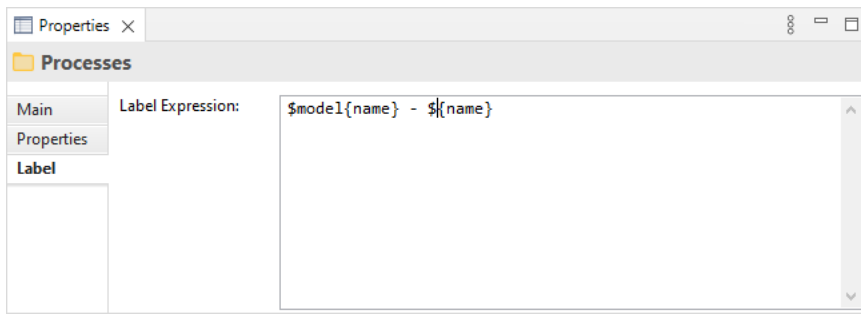 Properties
Processes
Main
Label Expression:
$model{name} - ${name}
Properties
Label